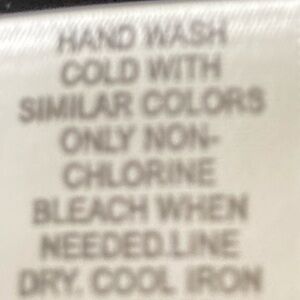 HAND WASH
COLD WITH
SIMILAR COLORS
ONLY NON-
CHLORINE
BLEACH WHEN
NEEDED.LINE
DRY. COOL IRON